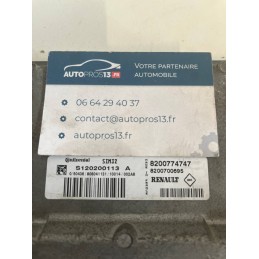 AUTOPROS13.FR
VOTRE PARTENAIRE
AUTOMOBILE
06 64 29 40 37
contact@autopros13.fr
autopros13.fr
Continental SIM32
S120200113 A
8200774747
8200700695
RENAULT